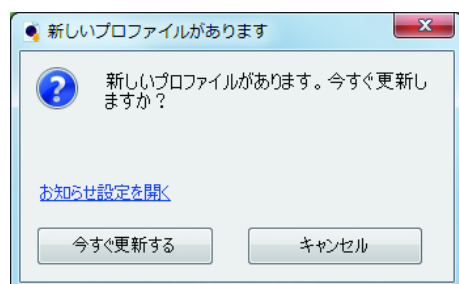 新しいプロファイルがあります
新しいプロファイルがあります。今すぐ更新し
ますか？
お知らせ設定を開く
今すぐ更新する
キャンセル